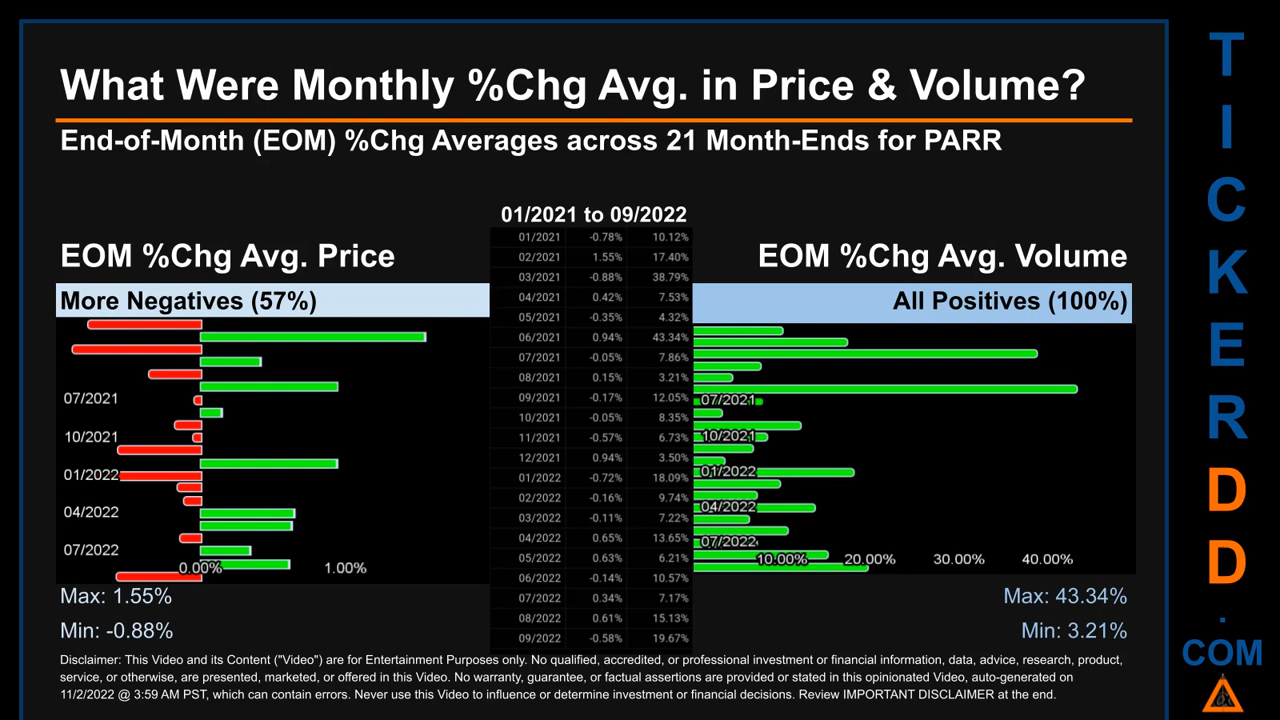 What Were Monthly %Chg Avg. in Price & Volume?
End-of-Month (EOM) %Chg Averages across 21 Month-Ends for PARR
01/2021 to 09/2022
EOM %Chg Avg. Price
EOM %Chg Avg. Volume
More Negatives (57%)
All Positives (100%)
01/2021 -0.78% 10.12%
02/2021 1.55% 17.40%
03/2021 -0.88% 38.79%
04/2021 0.42% 7.53%
05/2021 -0.35% 4.32%
06/2021 0.94% 43.34%
07/2021 -0.05% 7.86%
08/2021 0.15% 3.21%
09/2021 -0.17% 12.05%
10/2021 -0.05% 8.35%
11/2021 -0.57% 6.73%
12/2021 0.94% 3.50%
01/2022 -0.72% 18.09%
02/2022 -0.16% 9.74%
03/2022 -0.11% 7.22%
04/2022 0.65% 13.65%
05/2022 0.63% 6.21%
06/2022 -0.14% 10.57%
07/2022 0.34% 7.17%
08/2022 0.61% 15.13%
09/2022 -0.58% 19.67%
07/2021
10/2021
01/2022
04/2022
07/2022
0.00% 1.00%
07/2021
10/2021
01/2022
04/2022
07/2022
10.00% 20.00% 30.00% 40.00%
Max: 1.55%
Min: -0.88%
Max: 43.34%
Min: 3.21%
Disclaimer: This Video and its Content ("Video") are for Entertainment Purposes only. No qualified, accredited, or professional investment or financial information, data, advice, research, product,
service, or otherwise, are presented, marketed, or offered in this Video. No warranty, guarantee, or factual assertions are provided or stated in this opinionated Video, auto-generated on
11/2/2022 @ 3:59 AM PST, which can contain errors. Never use this Video to influence or determine investment or financial decisions. Review IMPORTANT DISCLAIMER at the end.
T
I
C
K
E
R
D
D
.
COM